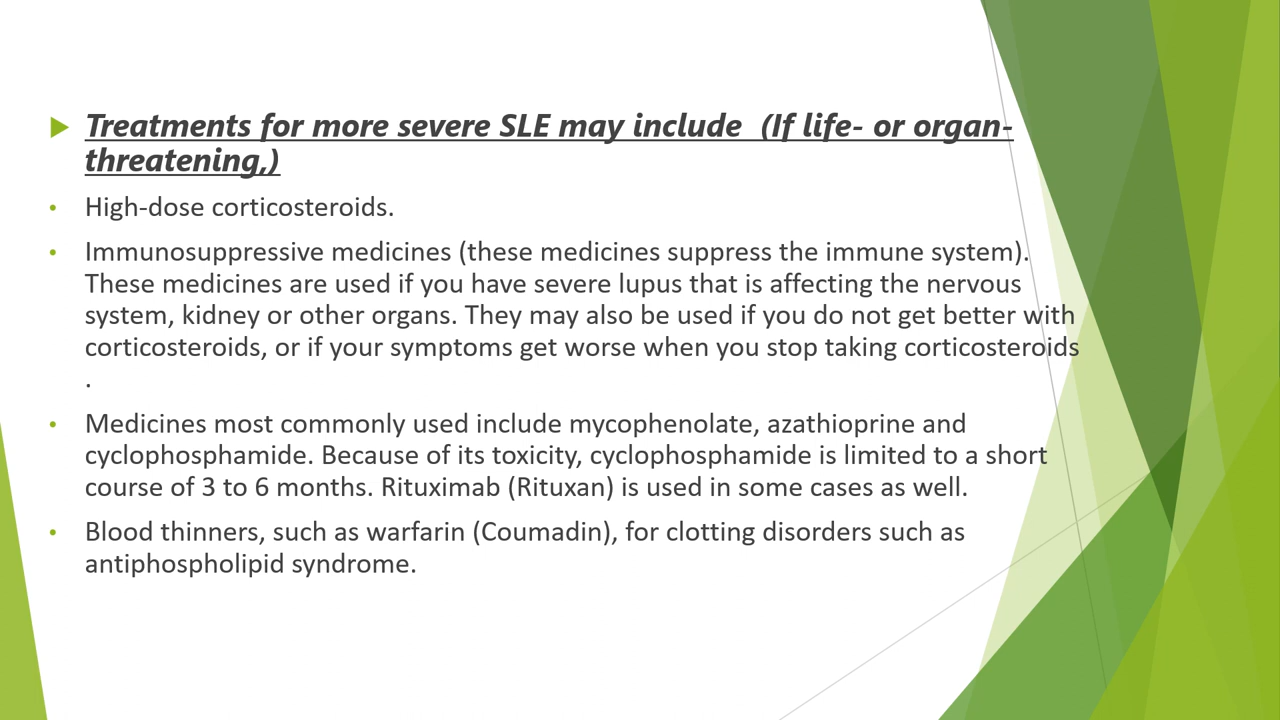 Treatments for more severe SLE may include  (If life- or organ-
threatening,)
• High-dose corticosteroids.
• Immunosuppressive medicines (these medicines suppress the immune system).
These medicines are used if you have severe lupus that is affecting the nervous
system, kidney or other organs. They may also be used if you do not get better with
corticosteroids, or if your symptoms get worse when you stop taking corticosteroids
.
• Medicines most commonly used include mycophenolate, azathioprine and
cyclophosphamide. Because of its toxicity, cyclophosphamide is limited to a short
course of 3 to 6 months. Rituximab (Rituxan) is used in some cases as well.
• Blood thinners, such as warfarin (Coumadin), for clotting disorders such as
antiphospholipid syndrome.